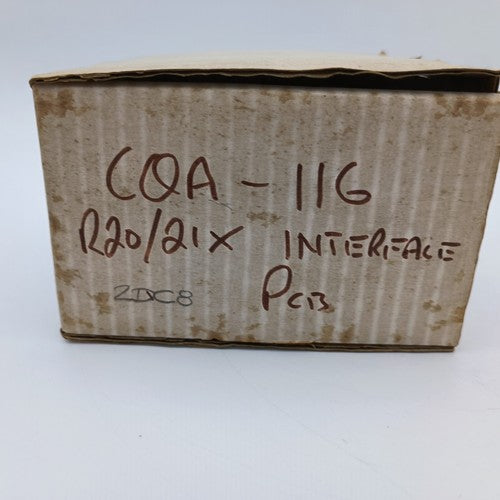 CQA - 116
R20/21X INTERFACE
PCB
2DC8